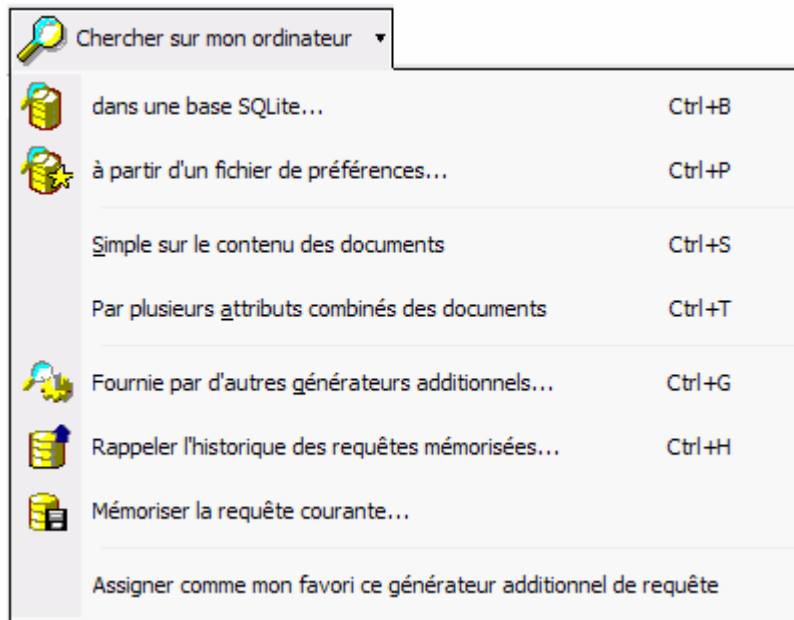 Chercher sur mon ordinateur
dans une base SQLite... Ctrl+B
à partir d'un fichier de préférences... Ctrl+P
Simple sur le contenu des documents Ctrl+S
Par plusieurs attributs combinés des documents Ctrl+T
Fournie par d'autres générateurs additionnels... Ctrl+G
Rappeler l'historique des requêtes mémorisées... Ctrl+H
Mémoriser la requête courante...
Assigner comme mon favori ce générateur additionnel de requête